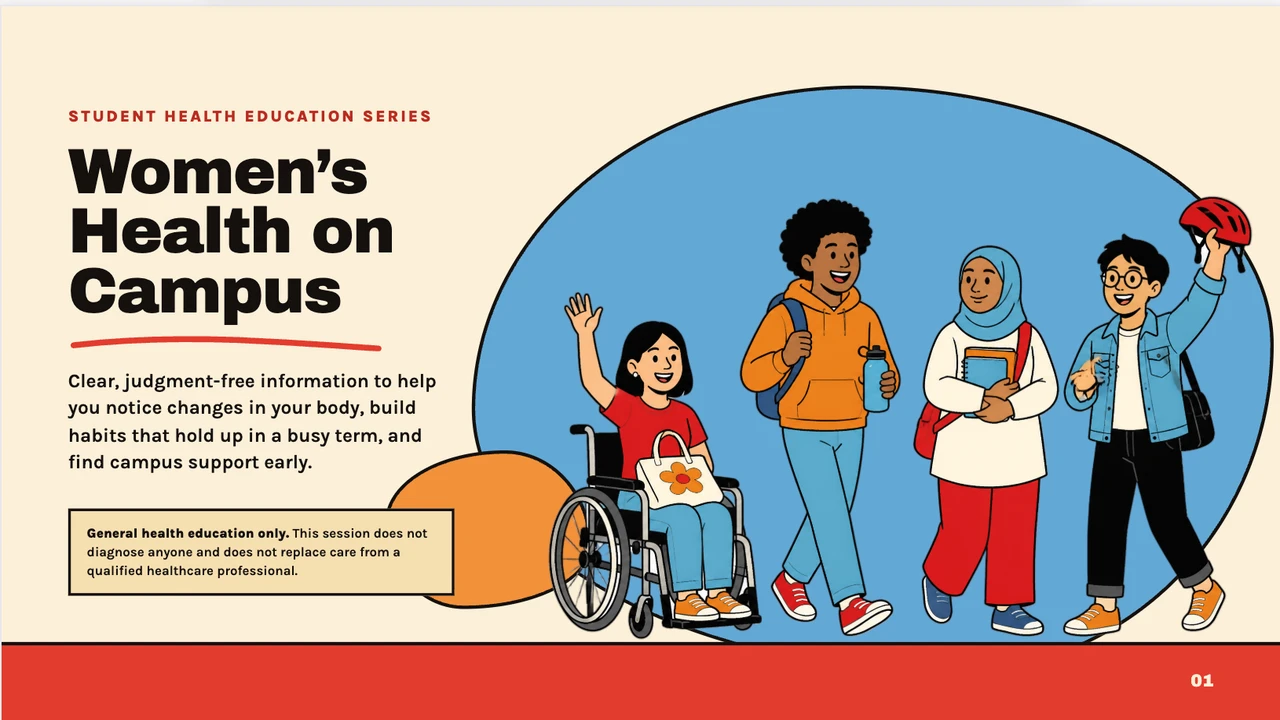 STUDENT HEALTH EDUCATION SERIES
Women’s
Health on
Campus
Clear, judgment-free information to help
you notice changes in your body, build
habits that hold up in a busy term, and
find campus support early.
General health education only. This session does not
diagnose anyone and does not replace care from a
qualified healthcare professional.
01